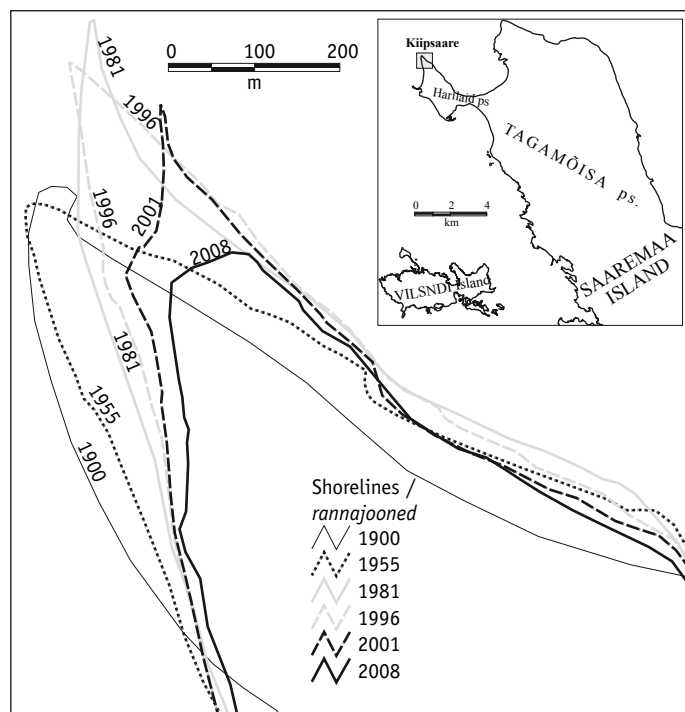 0 100 200
m
1981
1996
1996
2001
2008
1981
1955
1900
Kiipsaare
Harilaid ps
TAGAMÕISA ps.
0 2 4
km
SAAREMAA
ISLAND
VILSNDI Island
Shorelines /
rannajooned
1900
1955
1981
1996
2001
2008